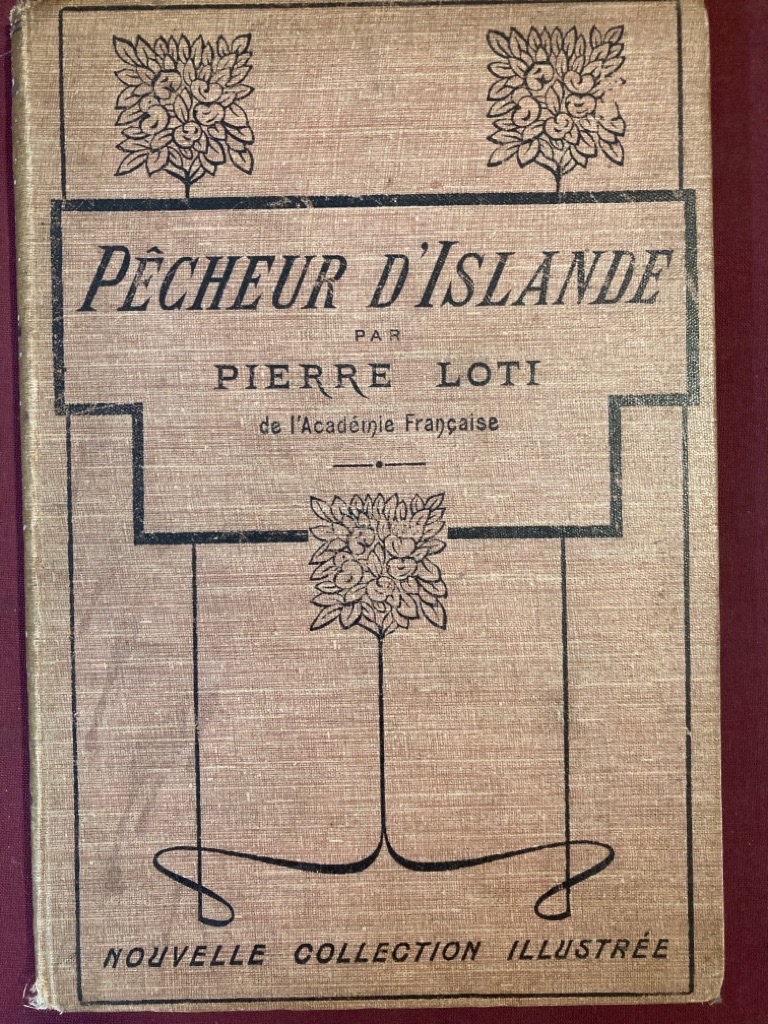 PÊCHEUR D'ISLANDE
PAR
PIERRE LOTI
de l'Académie Française
NOUVELLE COLLECTION ILLUSTRÉE